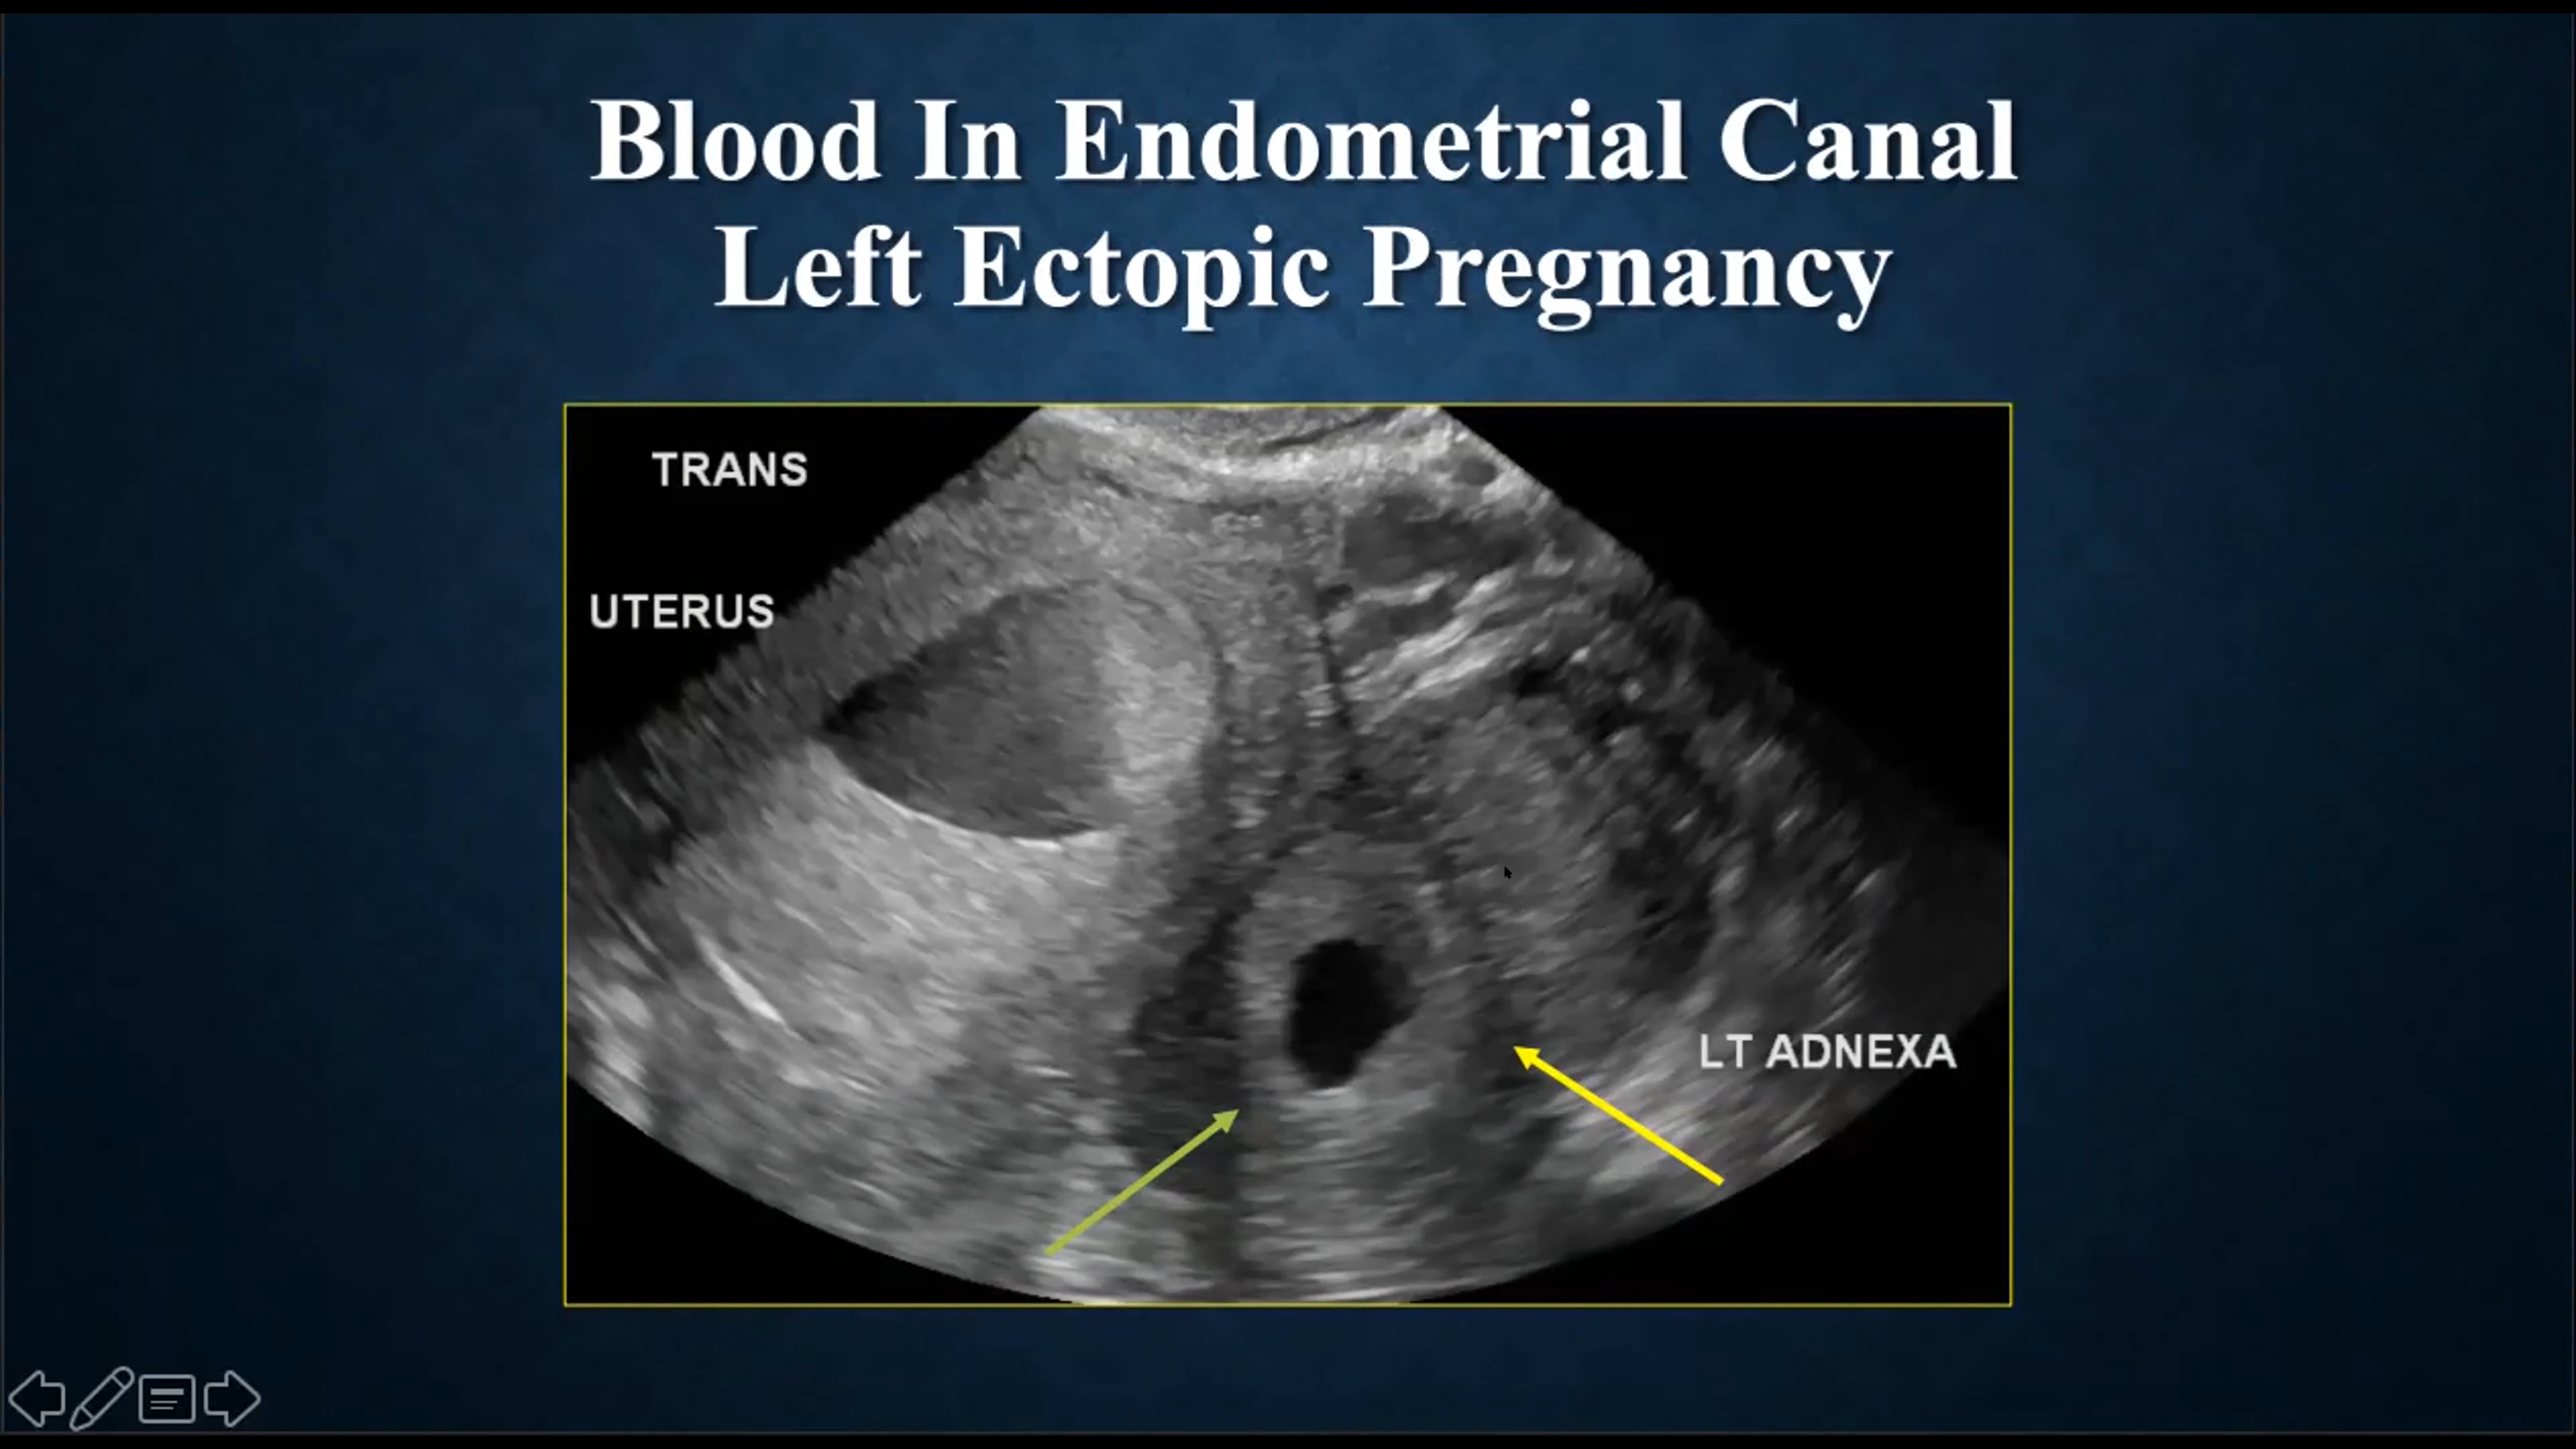 Blood In Endometrial Canal
Left Ectopic Pregnancy
TRANS
UTERUS
LT ADNEXA